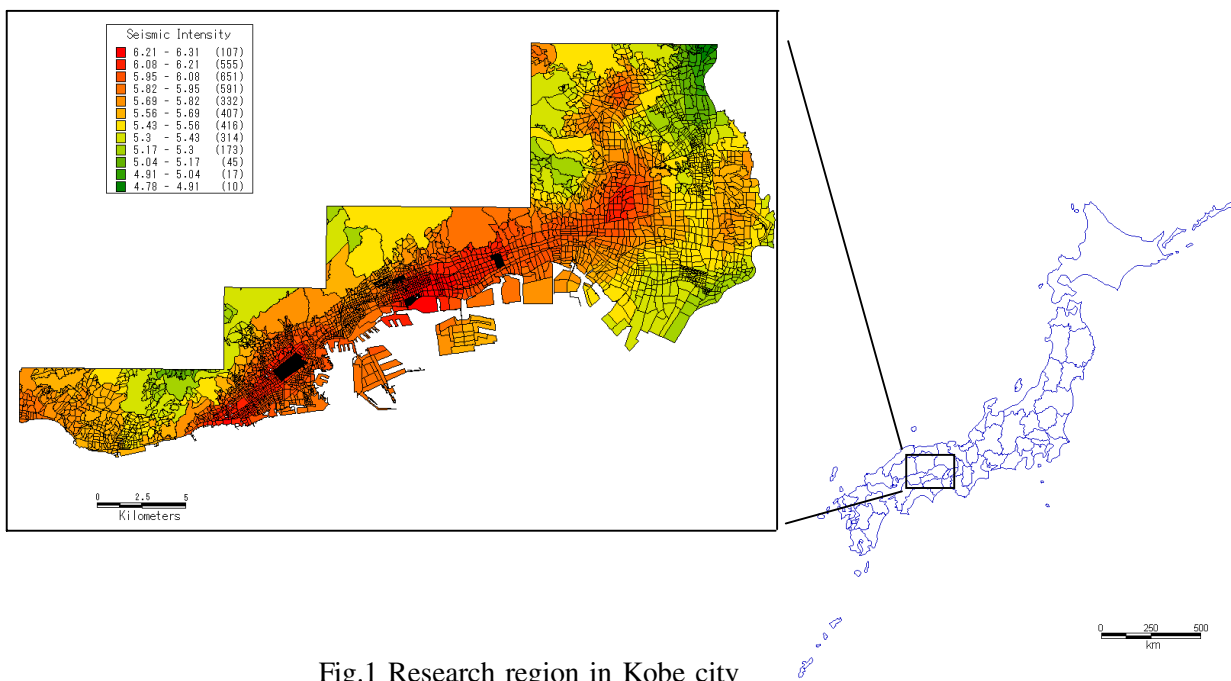 Seismic Intensity
6.21 - 6.31 (107)
6.08 - 6.21 (555)
5.95 - 6.08 (651)
5.82 - 5.95 (591)
5.69 - 5.82 (332)
5.56 - 5.69 (407)
5.43 - 5.56 (416)
5.3 - 5.43 (314)
5.17 - 5.3 (173)
5.04 - 5.17 (45)
4.91 - 5.04 (17)
4.78 - 4.91 (10)
0 2.5 5
Kilometers
0 250 500
km
Fig.1 Research region in Kobe city